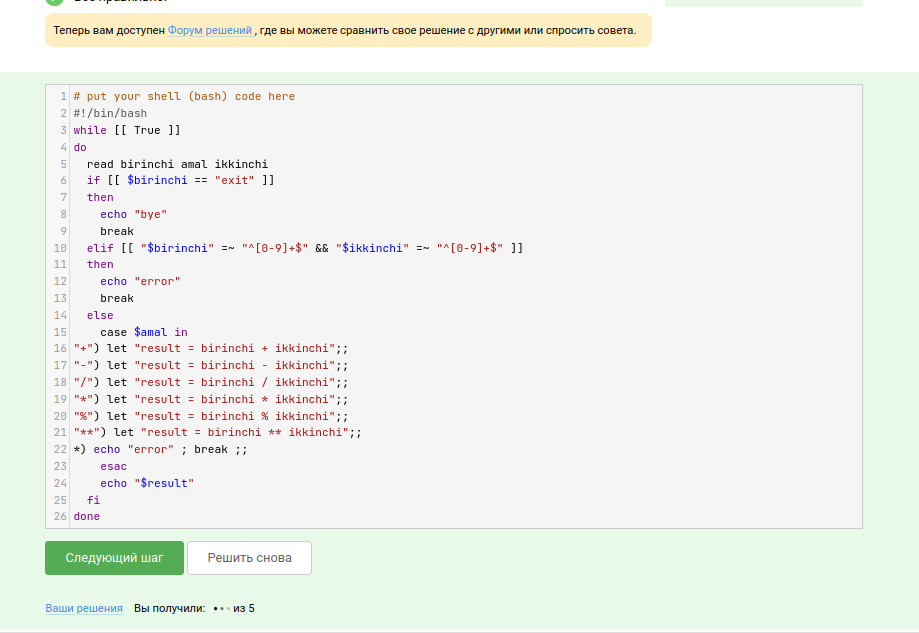 Теперь вам доступен Форум решений , где вы можете сравнить свое решение с другими или спросить совета.
1 # put your shell (bash) code here
2 #!/bin/bash
3 while [[ True ]]
4 do
5   read birinchi amal ikkinchi
6   if [[ $birinchi == "exit" ]]
7   then
8     echo "bye"
9     break
10   elif [[ "$birinchi" =~ "^[0-9]+$" && "$ikkinchi" =~ "^[0-9]+$" ]]
11   then
12     echo "error"
13     break
14   else
15     case $amal in
16 "+") let "result = birinchi + ikkinchi";;
17 "-") let "result = birinchi - ikkinchi";;
18 "/") let "result = birinchi / ikkinchi";;
19 "*") let "result = birinchi * ikkinchi";;
20 "%") let "result = birinchi % ikkinchi";;
21 "**") let "result = birinchi ** ikkinchi";;
22 *) echo "error" ; break ;;
23     esac
24     echo "$result"
25   fi
26 done
Следующий шаг Решить снова
Ваши решения Вы получили: из 5